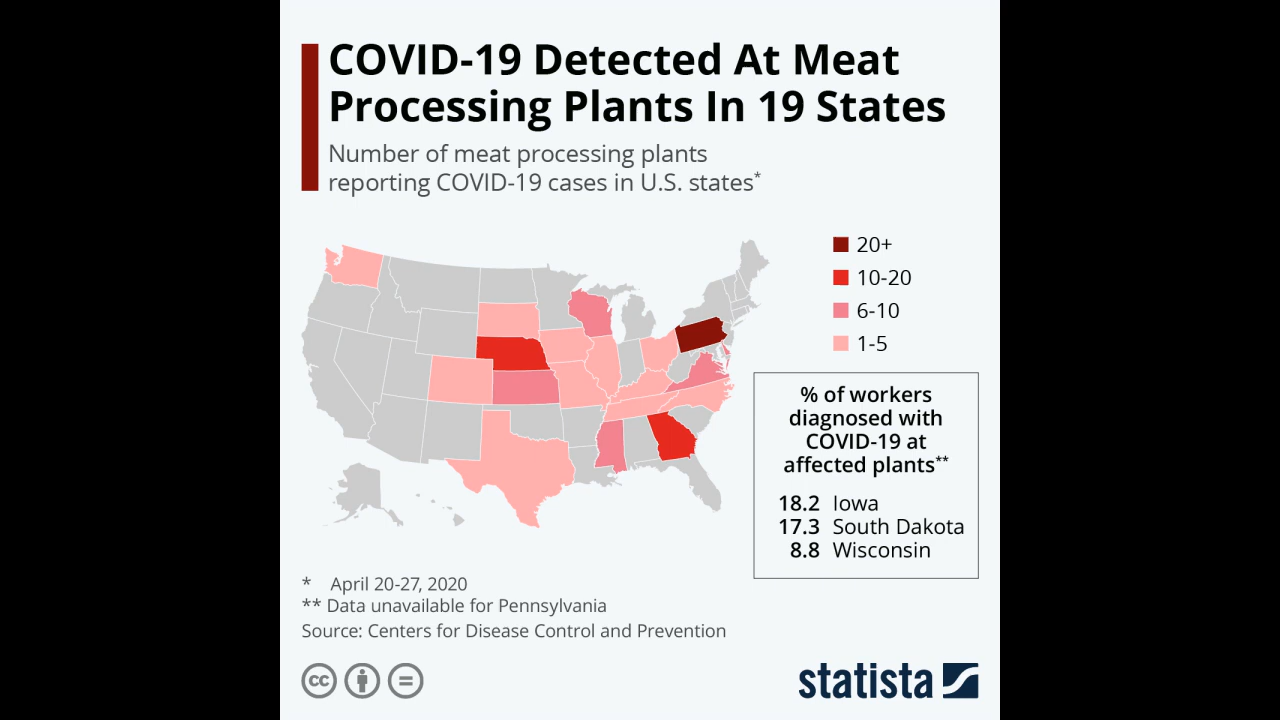 COVID-19 Detected At Meat
Processing Plants In 19 States
Number of meat processing plants
reporting COVID-19 cases in U.S. states*
20+
10-20
6-10
1-5
% of workers
diagnosed with
COVID-19 at
affected plants**
18.2 Iowa
17.3 South Dakota
8.8 Wisconsin
* April 20-27, 2020
** Data unavailable for Pennsylvania
Source: Centers for Disease Control and Prevention
cc
statista